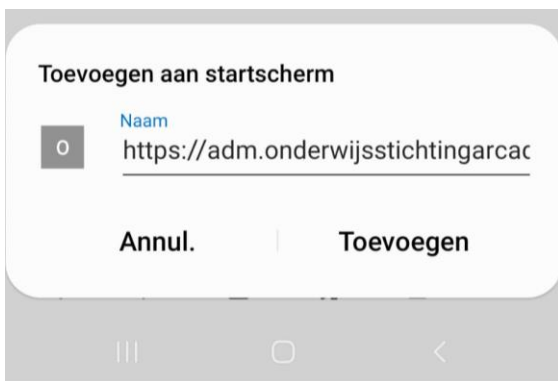 Toevoegen aan startscherm
Naam
O
https://adm.onderwijsstichtingarcad
Annul.
Toevoegen